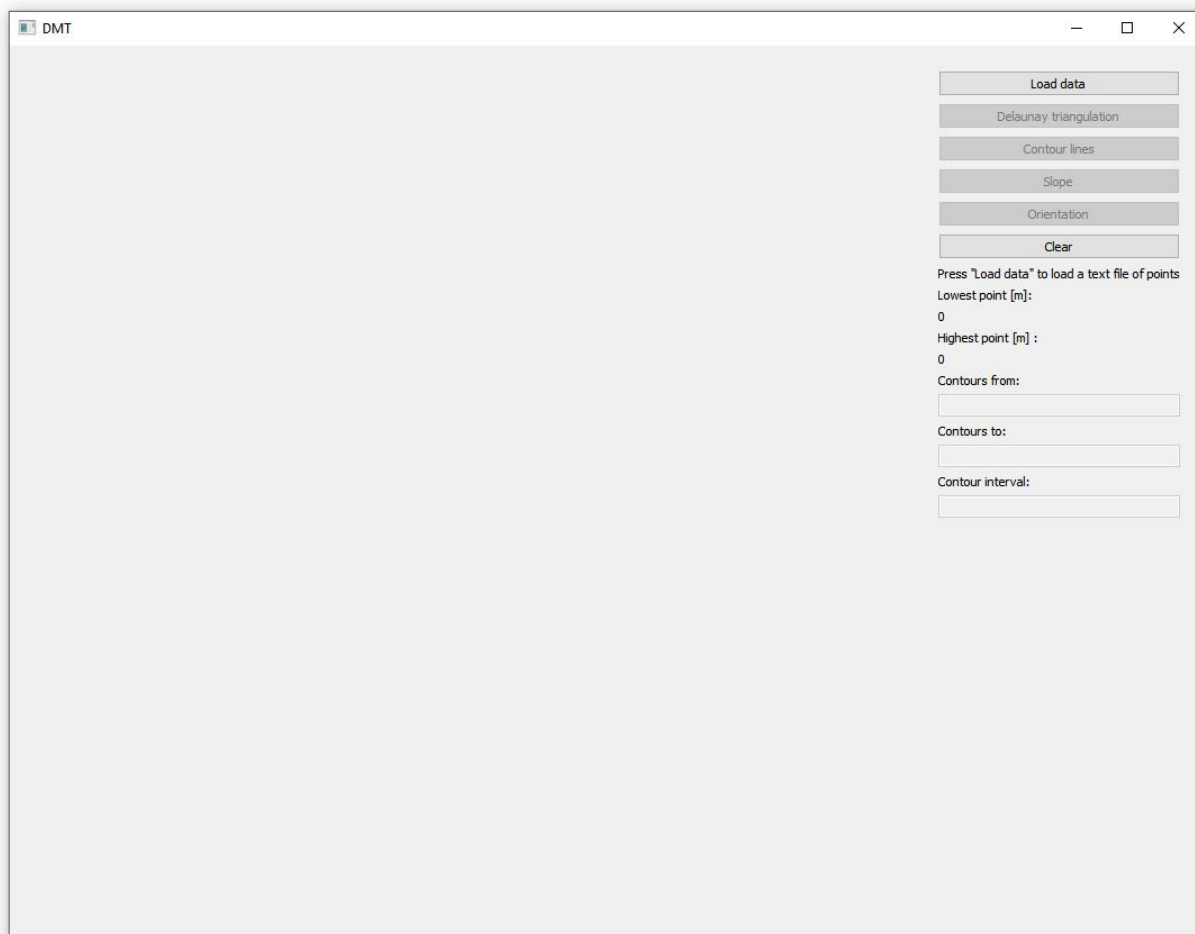 DMT
Load data
Delaunay triangulation
Contour lines
Slope
Orientation
Clear
Press "Load data" to load a text file of points
Lowest point [m]:
0
Highest point [m] :
0
Contours from:
Contours to:
Contour interval: